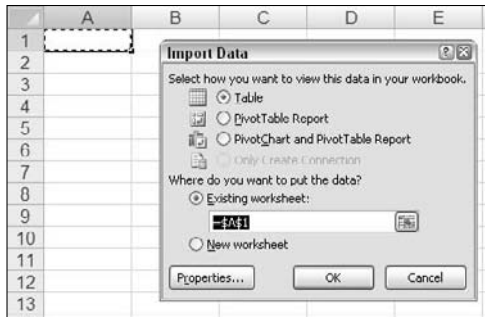 A B C D E
1
2
3
4
5
6
7
8
9
10
11
12
13
Import Data
Select how you want to view this data in your workbook.
Table
PivotTable Report
PivotChart and PivotTable Report
Only Create Connection
Where do you want to put the data?
Existing worksheet:
=$A$1
New worksheet
Properties... OK Cancel